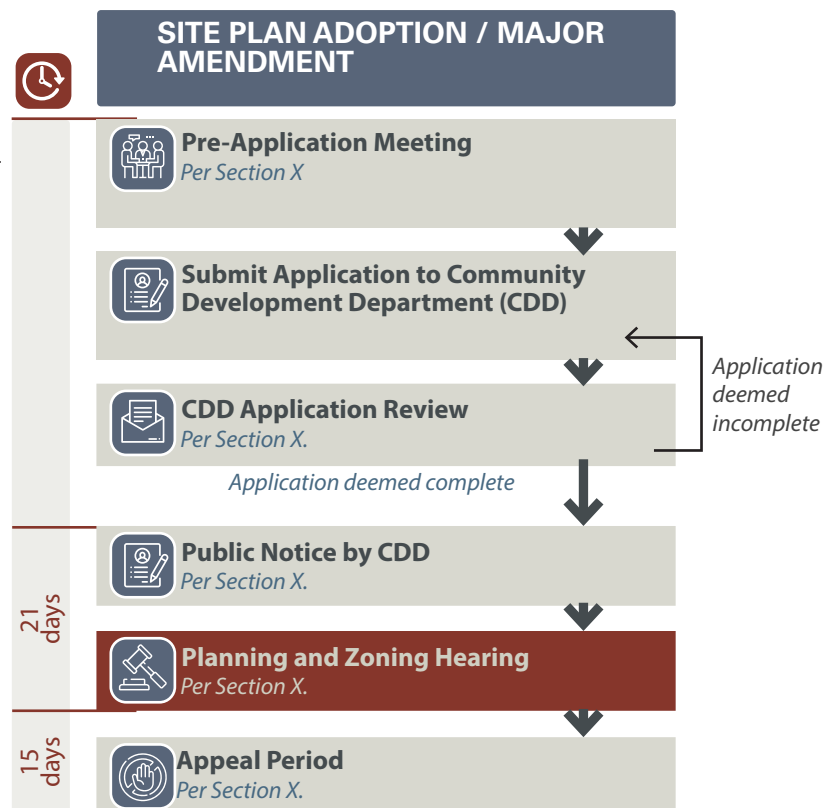 SITE PLAN ADOPTION / MAJOR
AMENDMENT
Pre-Application Meeting
Per Section X
Submit Application to Community
Development Department (CDD)
Application
deemed
incomplete
CDD Application Review
Per Section X.
Application deemed complete
21
days
Public Notice by CDD
Per Section X.
Planning and Zoning Hearing
Per Section X.
15
days
Appeal Period
Per Section X.